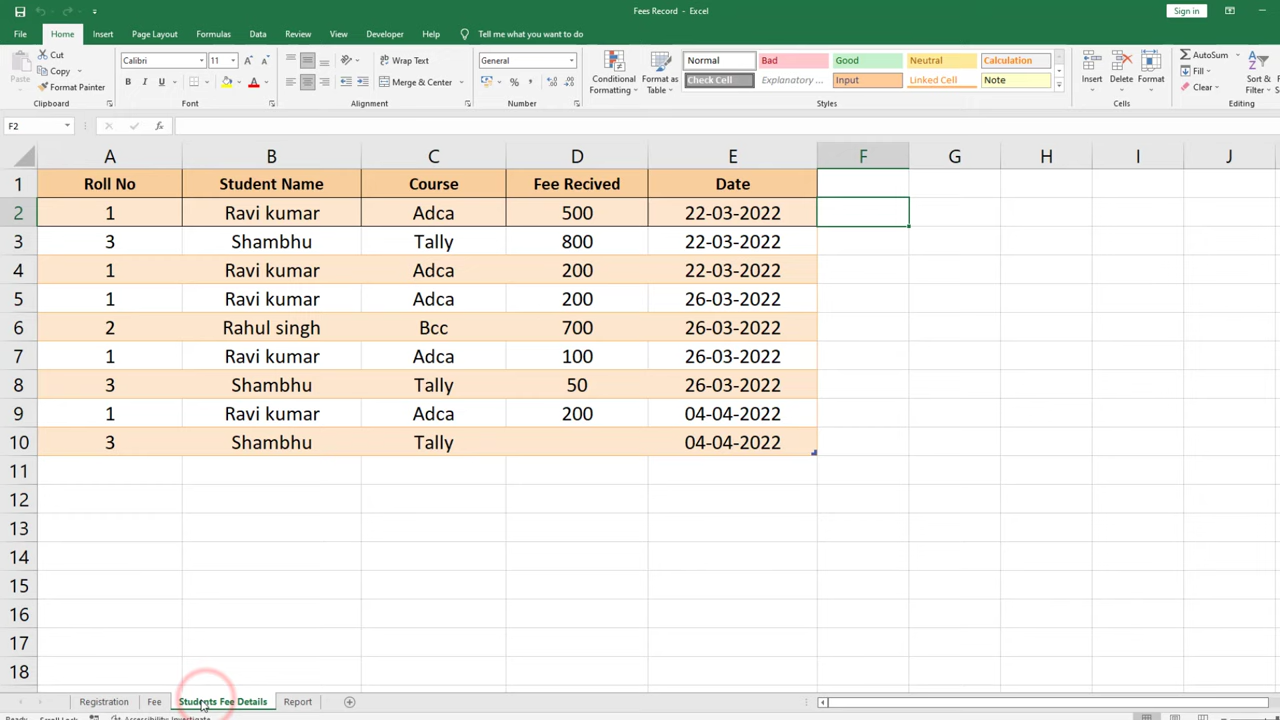 Fees Record - Excel
Sign in
File Home Insert Page Layout Formulas Data Review View Developer Help Tell me what you want to do
Paste Cut Calibri 11 Wrap Text General Conditional Formatting Format as Table Normal Bad Good Neutral Calculation Insert Delete Format AutoSum Sort & Filter
Copy Merge & Center Check Cell Explanatory ... Input Linked Cell Note Fill
Format Painter Clear
Clipboard Font Alignment Number Styles Cells Editing
F2 fx
A B C D E F G H I J
1 Roll No Student Name Course Fee Recived Date
2 1 Ravi kumar Adca 500 22-03-2022
3 3 Shambhu Tally 800 22-03-2022
4 1 Ravi kumar Adca 200 22-03-2022
5 1 Ravi kumar Adca 200 26-03-2022
6 2 Rahul singh Bcc 700 26-03-2022
7 1 Ravi kumar Adca 100 26-03-2022
8 3 Shambhu Tally 50 26-03-2022
9 1 Ravi kumar Adca 200 04-04-2022
10 3 Shambhu Tally 04-04-2022
11
12
13
14
15
16
17
18
Registration Fee Students Fee Details Report
Ready Scroll Lock Accessibility: Investigate